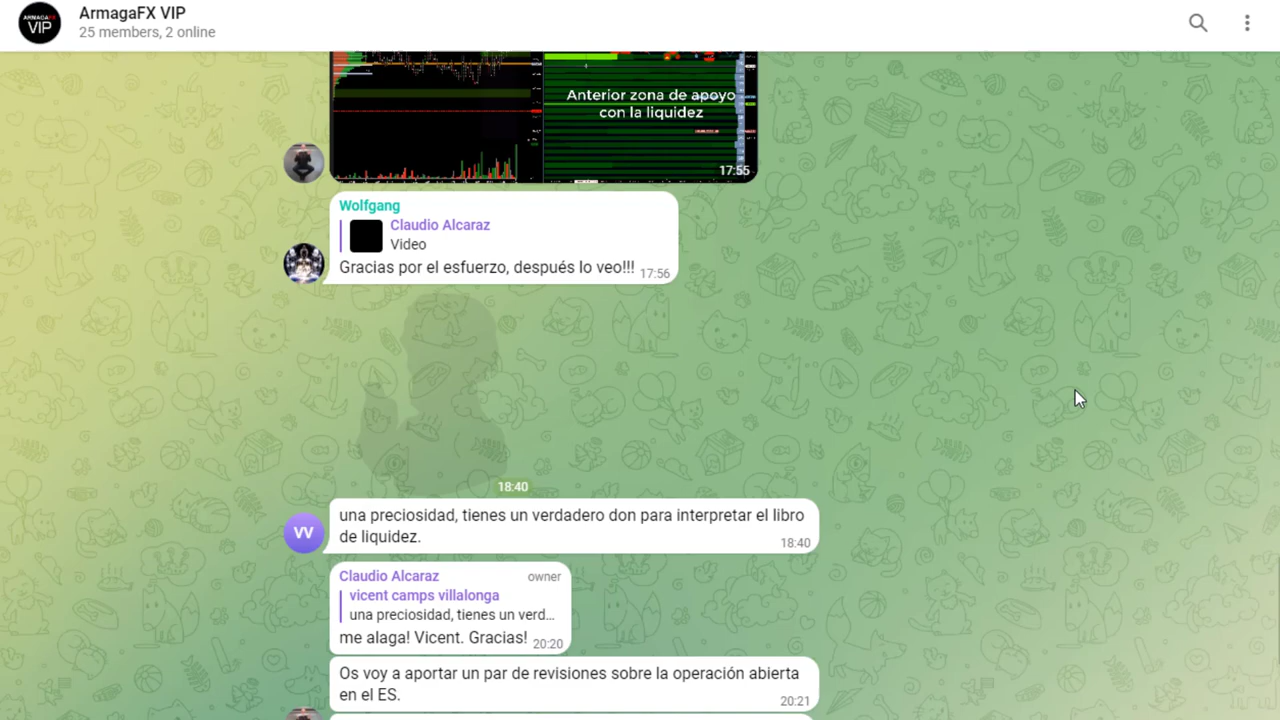 ARMAGAFX
VIP
ArmagaFX VIP
25 members, 2 online
Anterior zona de apoyo
con la liquidez
17:55
Wolfgang
Claudio Alcaraz
Video
Gracias por el esfuerzo, después lo veo!!! 17:56
18:40
VV
una preciosidad, tienes un verdadero don para interpretar el libro
de liquidez.
18:40
Claudio Alcaraz owner
vicent camps villalonga
una preciosidad, tienes un verd...
me alaga! Vicent. Gracias! 20:20
Os voy a aportar un par de revisiones sobre la operación abierta
en el ES.
20:21